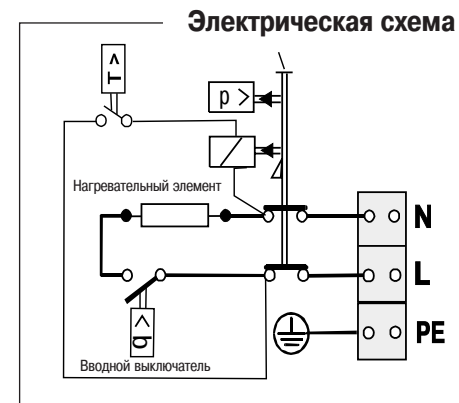 Электрическая схема
T >
p >
Нагревательный элемент
N
L
q >
PE
Вводной выключатель